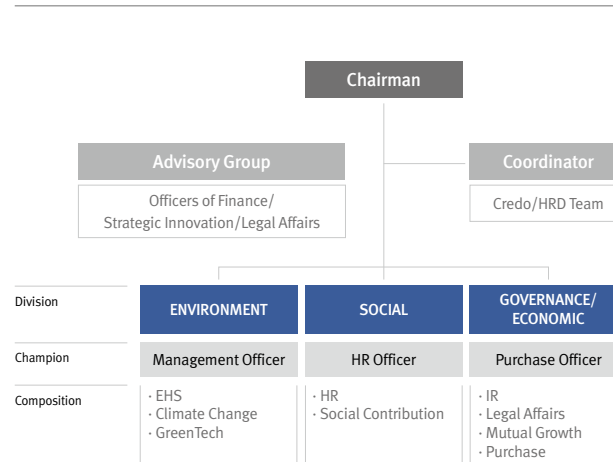 Chairman
Advisory Group
Officers of Finance/
Strategic Innovation/Legal Affairs
Coordinator
Credo/HRD Team
Division
ENVIRONMENT
SOCIAL
GOVERNANCE/
ECONOMIC
Champion
Management Officer
HR Officer
Purchase Officer
Composition
· EHS
· Climate Change
· GreenTech
· HR
· Social Contribution
· IR
· Legal Affairs
· Mutual Growth
· Purchase